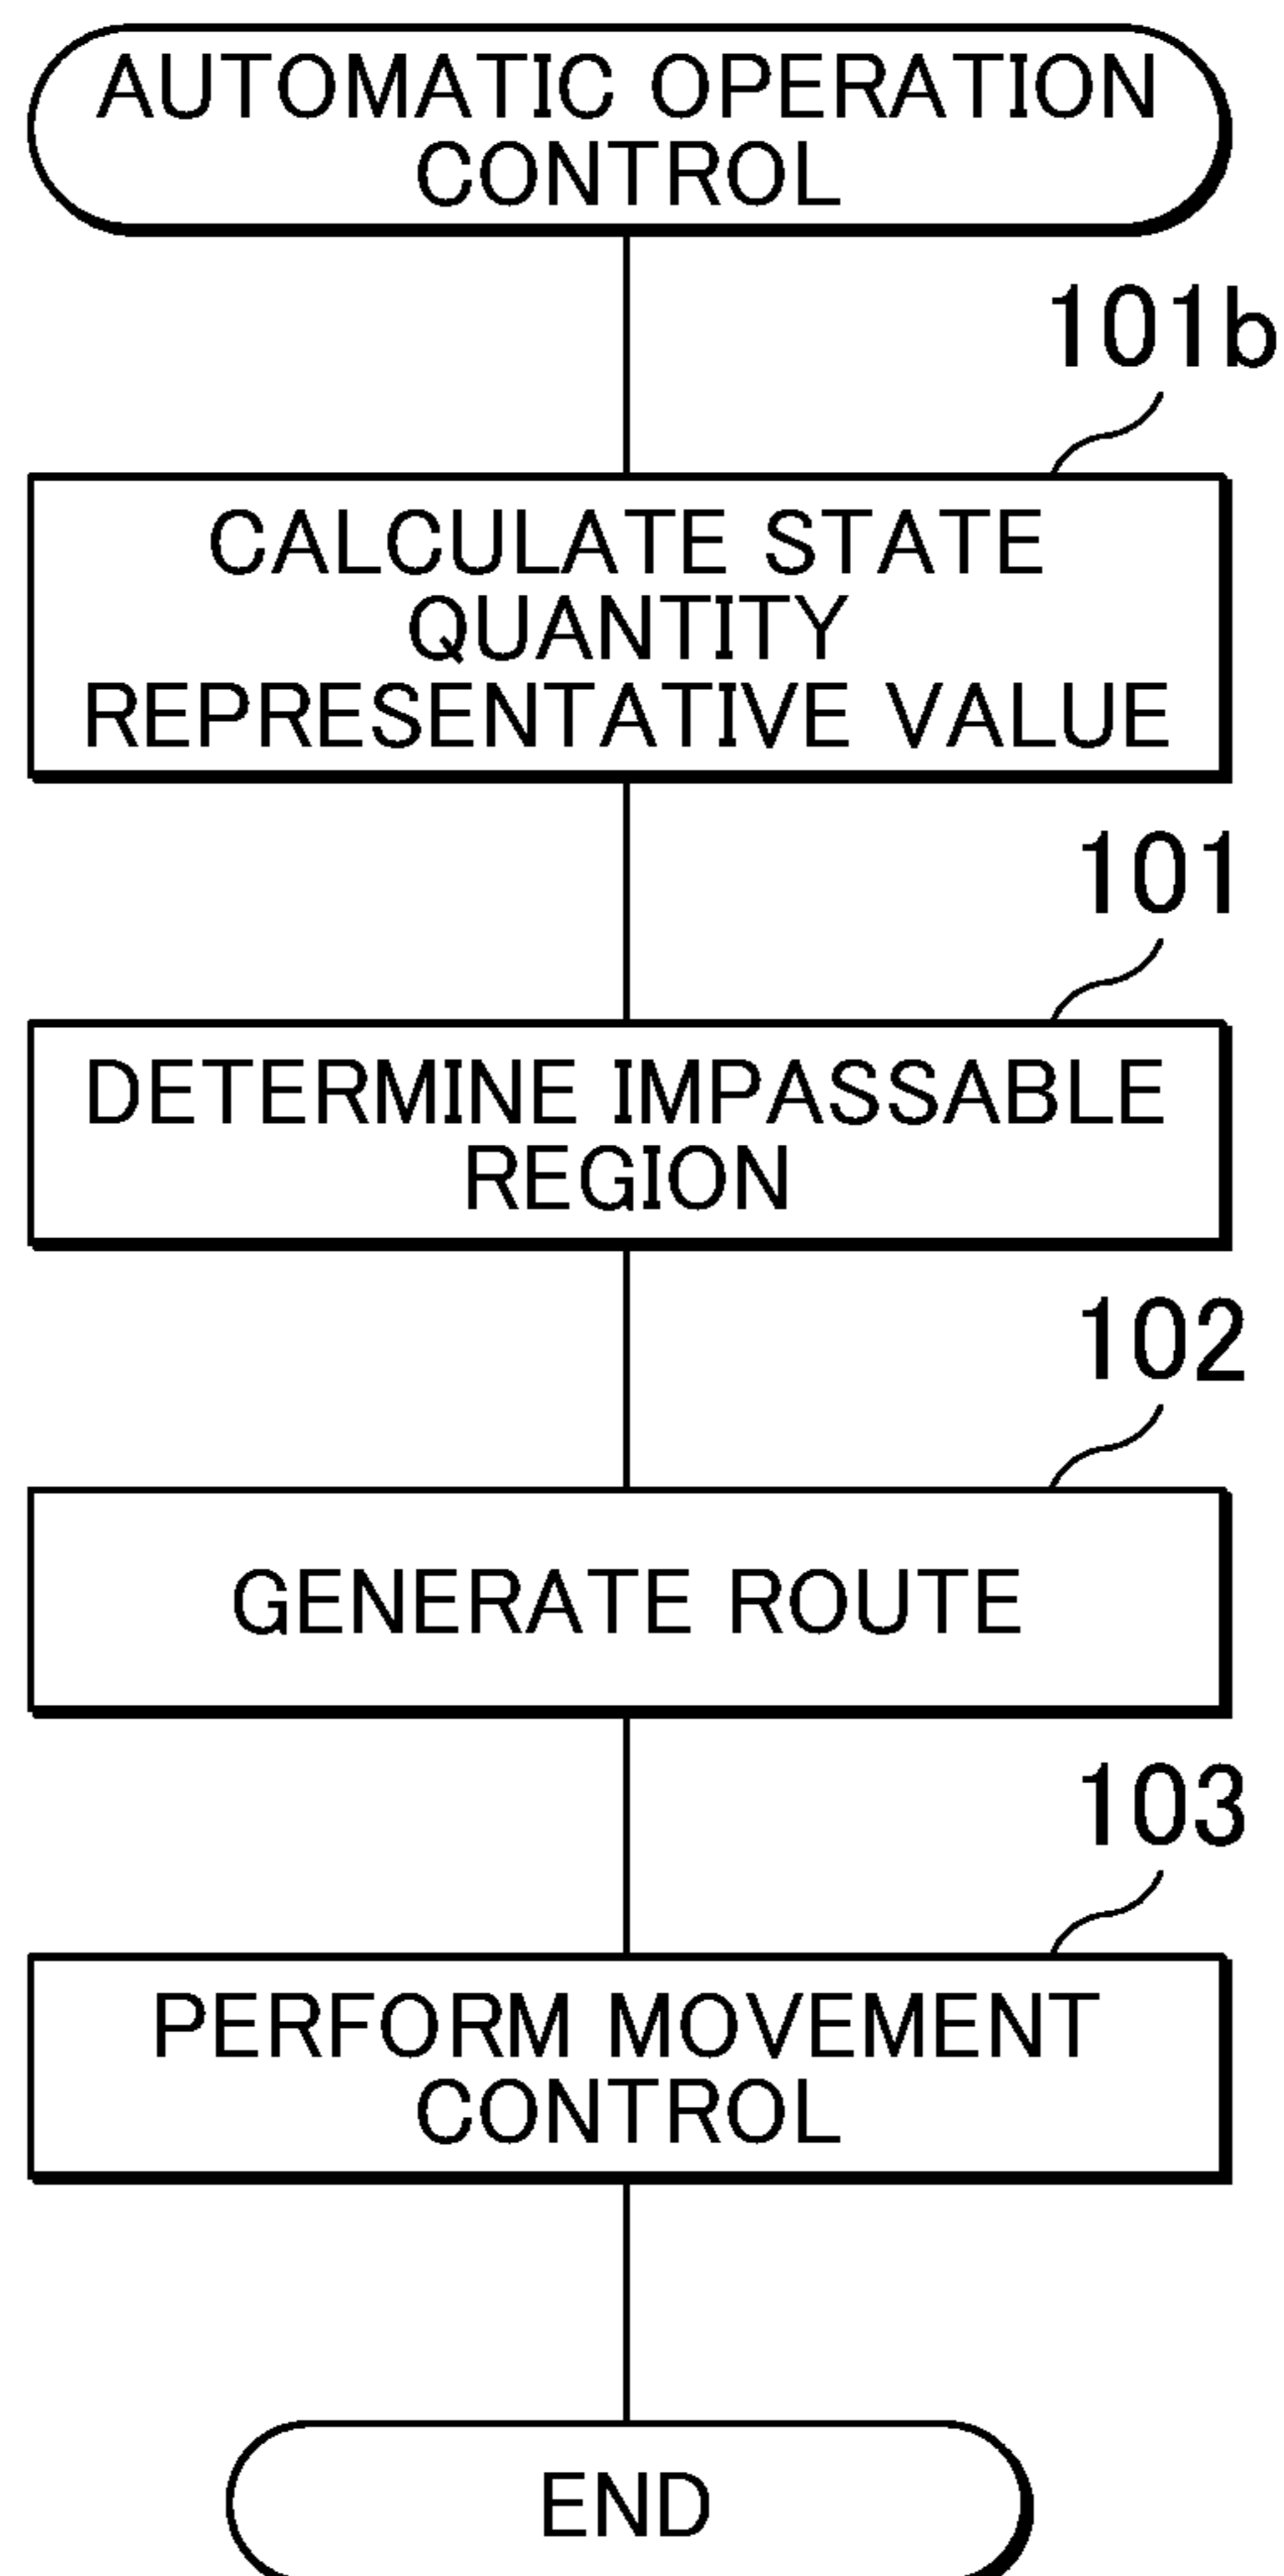 AUTOMATIC OPERATION
CONTROL
101b
CALCULATE STATE
QUANTITY
REPRESENTATIVE VALUE
101
DETERMINE IMPASSABLE
REGION
102
GENERATE ROUTE
103
PERFORM MOVEMENT
CONTROL
END